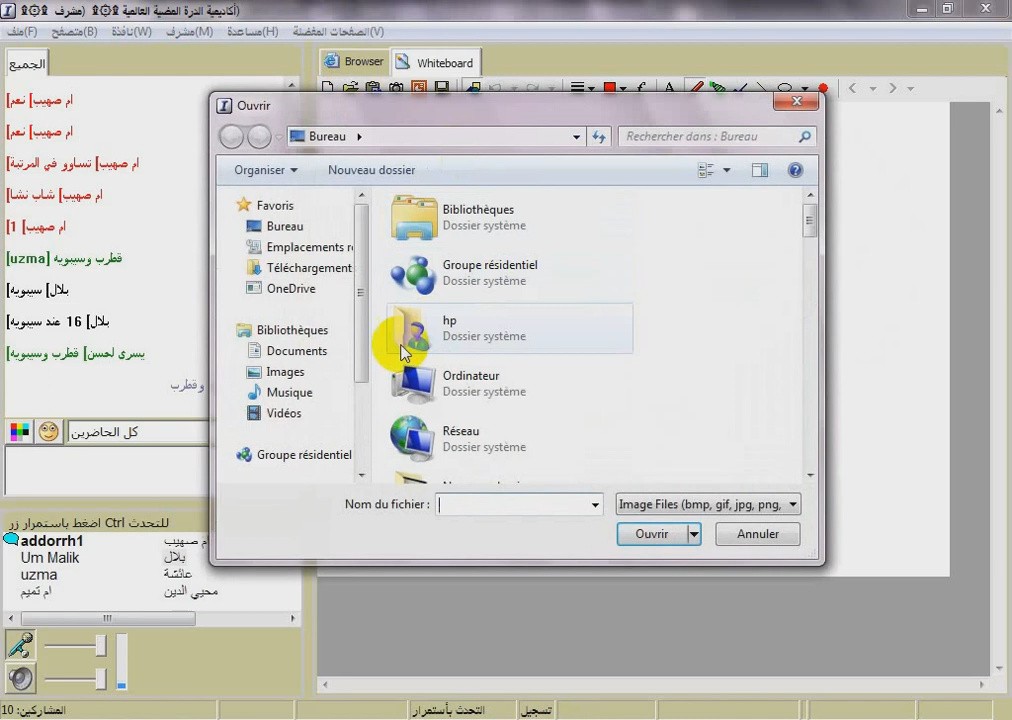 أكاديمية الدرة المضية العالمية (مشرف)
ملف(F) متصفح(B) نافذة(W) مشرف(M) مساعدة(H) الصفحات المفضلة(V)
الجميع
Browser
Whiteboard
ام صهيب] نعم]
ام صهيب] نعم]
ام صهيب] تساوو في المرتبة]
ام صهيب] شاب نشا]
ام صهيب] 1]
[uzma] قطرب وسيبويه
بلال] سيبويه]
بلال] 16 عند سيبويه]
يسرى لحسن] قطرب وسيبويه]
وقطرب
كل الحاضرين
للتحدث Ctrl اضغط باستمرار زر
addorrh1
ام صهيب
Um Malik
بلال
uzma
عائشة
ام تميم
محيي الدين
المشاركين: 10
التحدث بأستمرار
تسجيل
Ouvrir
Bureau
Rechercher dans : Bureau
Organiser
Nouveau dossier
Favoris
Bureau
Emplacements r
Téléchargement
OneDrive
Bibliothèques
Documents
Images
Musique
Vidéos
Groupe résidentiel
Bibliothèques
Dossier système
Groupe résidentiel
Dossier système
hp
Dossier système
Ordinateur
Dossier système
Réseau
Dossier système
Nom du fichier :
Image Files (bmp, gif, jpg, png,
Ouvrir
Annuler